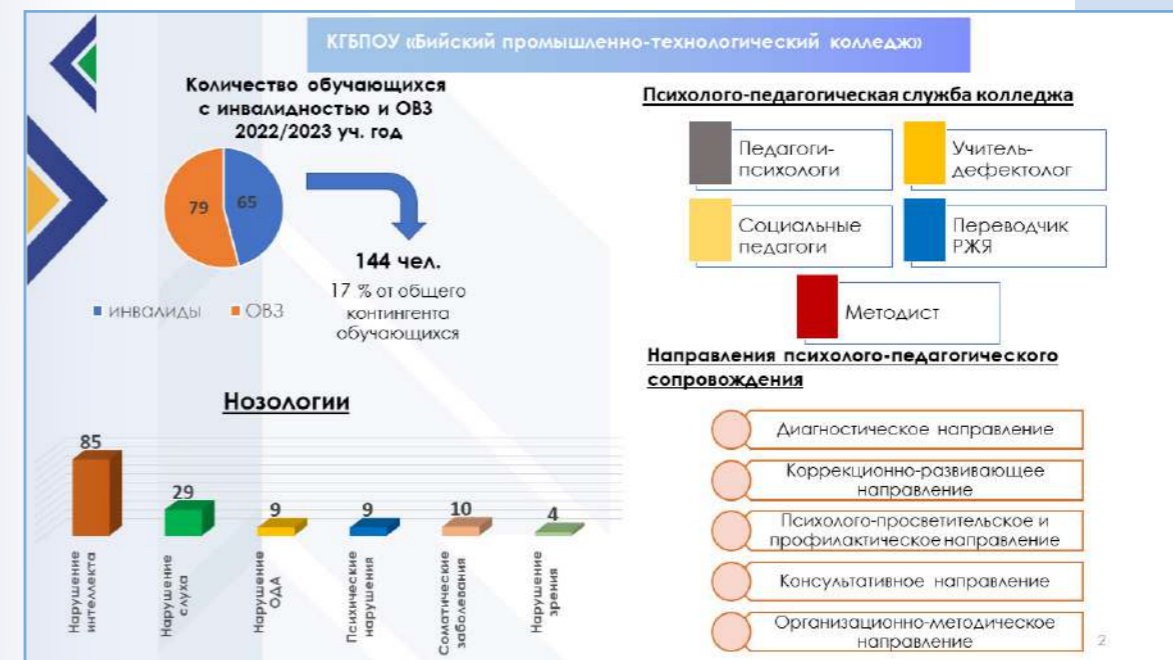 КГБПОУ «Бийский промышленно-технологический колледж»
Количество обучающихся
с инвалидностью и ОВЗ
2022/2023 уч. год
79
65
144 чел.
17 % от общего
контингента
обучающихся
инвалиды
ОВЗ
Нозологии
85
29
9
9
10
4
Нарушение
интеллекта
Нарушение
слуха
Нарушение
ОДА
Психические
нарушения
Соматические
заболевания
Нарушение
зрения
Психолого-педагогическая служба колледжа
Педагоги-
психологи
Учитель-
дефектолог
Социальные
педагоги
Переводчик
РЖЯ
Методист
Направления психолого-педагогического
сопровождения
Диагностическое направление
Коррекционно-развивающее
направление
Психолого-просветительское и
профилактическое направление
Консультативное направление
Организационно-методическое
направление
2